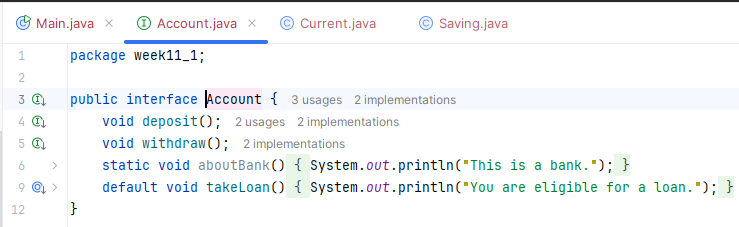 Main.java Account.java Current.java Saving.java
1 package week11_1;
2
3 public interface Account { 3 usages 2 implementations
4 void deposit(); 2 usages 2 implementations
5 void withdraw(); 2 implementations
6 static void aboutBank() { System.out.println("This is a bank."); }
9 default void takeLoan() { System.out.println("You are eligible for a loan."); }
12 }